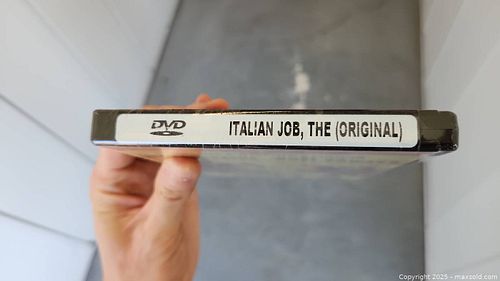 DVD
ITALIAN JOB, THE (ORIGINAL)
Copyright 2025 - maxsold.com